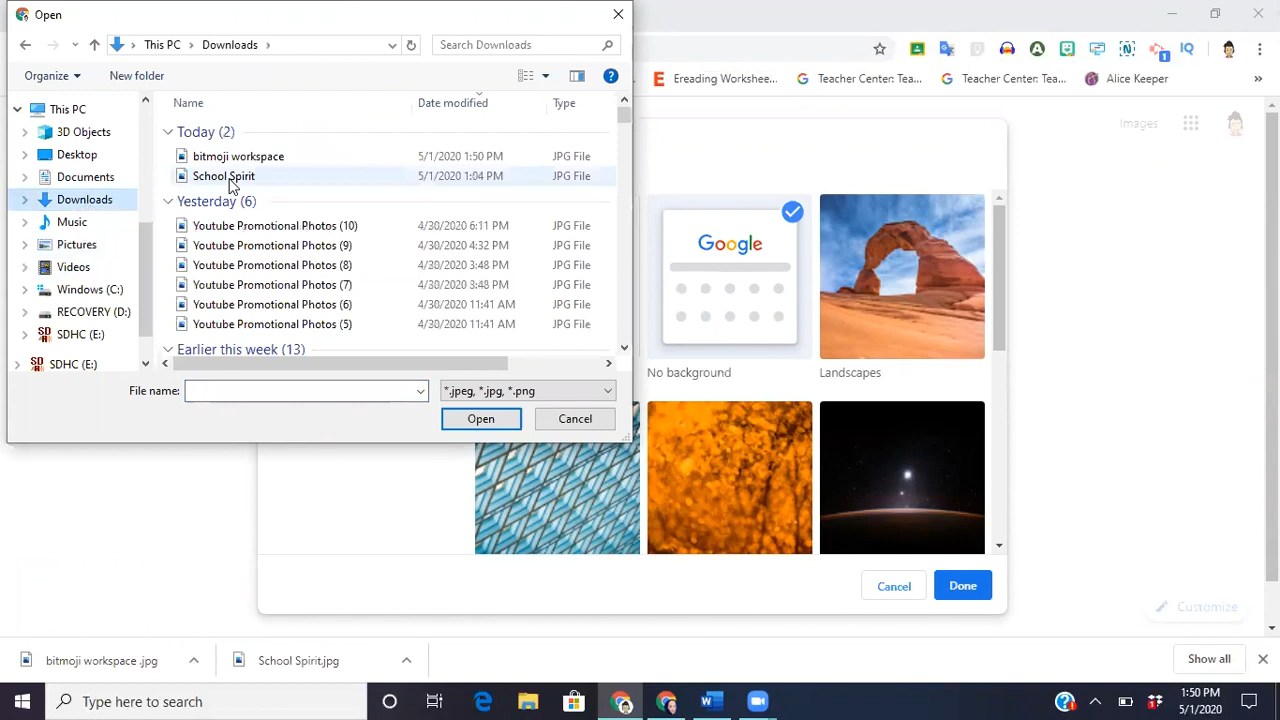 Open
This PC > Downloads >
Search Downloads
Organize
New folder
This PC
3D Objects
Desktop
Documents
Downloads
Music
Pictures
Videos
Windows (C:)
RECOVERY (D:)
SDHC (E:)
SDHC (E:)
Name Date modified Type
Today (2)
bitmoji workspace 5/1/2020 1:50 PM JPG File
School Spirit 5/1/2020 1:04 PM JPG File
Yesterday (6)
Youtube Promotional Photos (10) 4/30/2020 6:11 PM JPG File
Youtube Promotional Photos (9) 4/30/2020 4:32 PM JPG File
Youtube Promotional Photos (8) 4/30/2020 3:48 PM JPG File
Youtube Promotional Photos (7) 4/30/2020 3:48 PM JPG File
Youtube Promotional Photos (6) 4/30/2020 11:41 AM JPG File
Youtube Promotional Photos (5) 4/30/2020 11:41 AM JPG File
Earlier this week (13)
File name:
*.jpeg, *.jpg, *.png
Open
Cancel
IQ
1
Ereading Workshee...
Teacher Center: Tea...
Teacher Center: Tea...
Alice Keeper
»
Images
Google
No background
Landscapes
Cancel
Done
Customize
bitmoji workspace .jpg
School Spirit.jpg
Show all
Type here to search
1:50 PM
5/1/2020